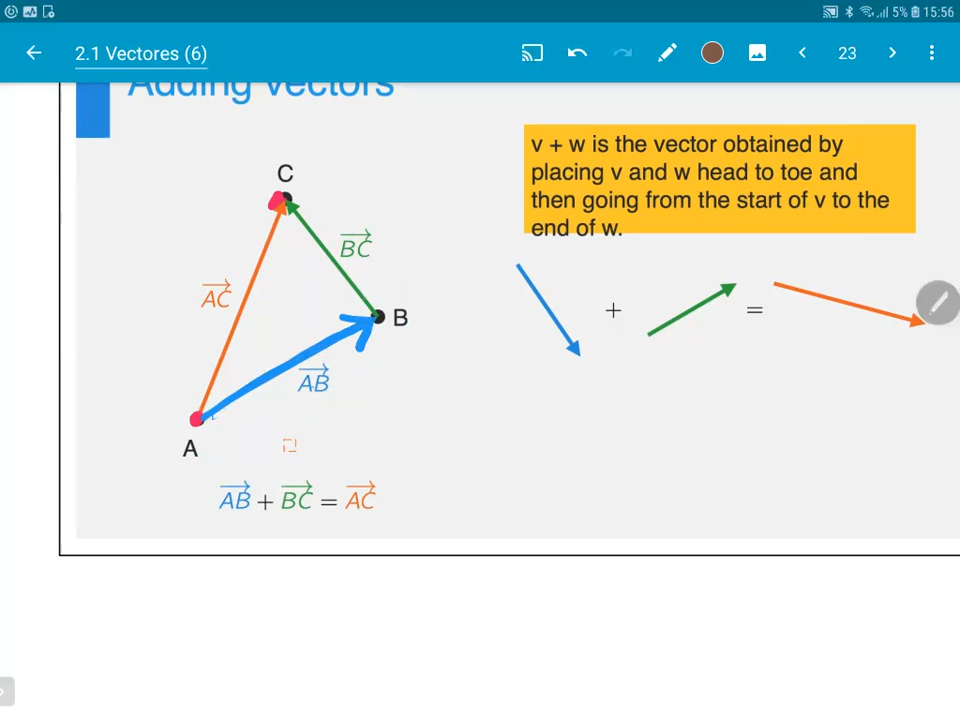 5% 15:56
2.1 Vectores (6)
23
Adding Vectors
v + w is the vector obtained by
placing v and w head to toe and
then going from the start of v to the
end of w.
C
BC
AC
B
AB
A
+ =
AB + BC = AC